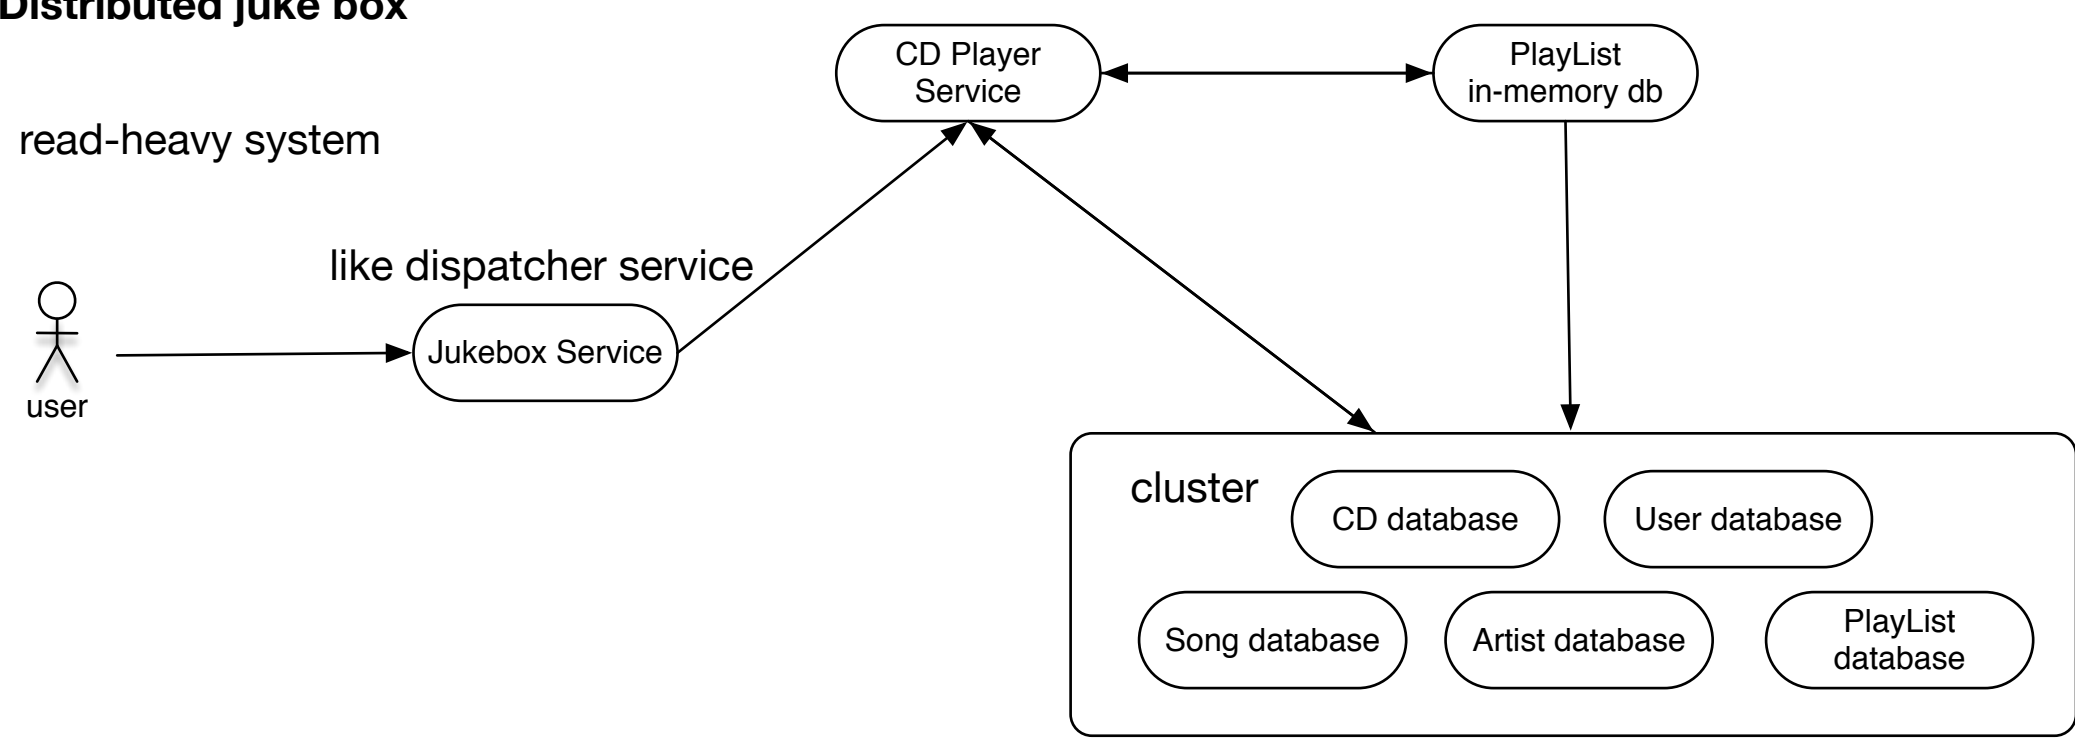 Distributed juke box
CD Player
Service
PlayList
in-memory db
read-heavy system
like dispatcher service
Jukebox Service
user
cluster
CD database
User database
Song database
Artist database
PlayList
database